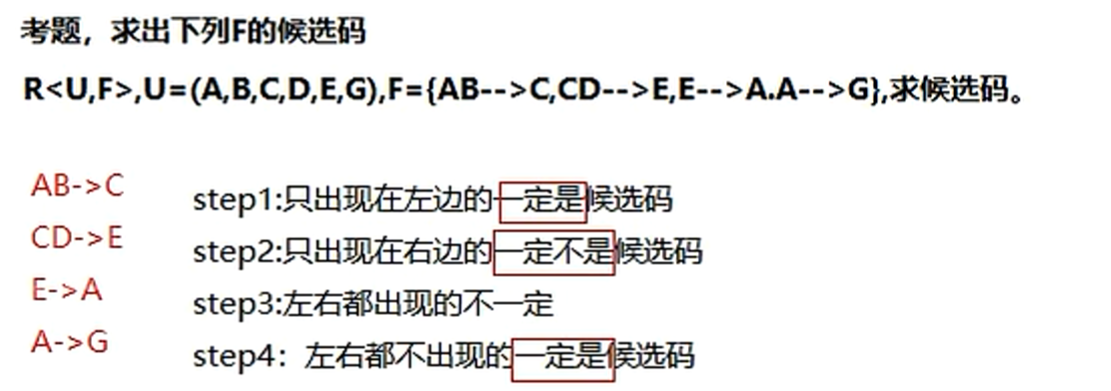 考题，求出下列F的候选码
R<U,F>,U=(A,B,C,D,E,G),F={AB-->C,CD-->E,E-->A.A-->G},求候选码。
AB->C
CD->E
E->A
A->G
step1:只出现在左边的一定是候选码
step2:只出现在右边的一定不是候选码
step3:左右都出现的不一定
step4：左右都不出现的一定是候选码